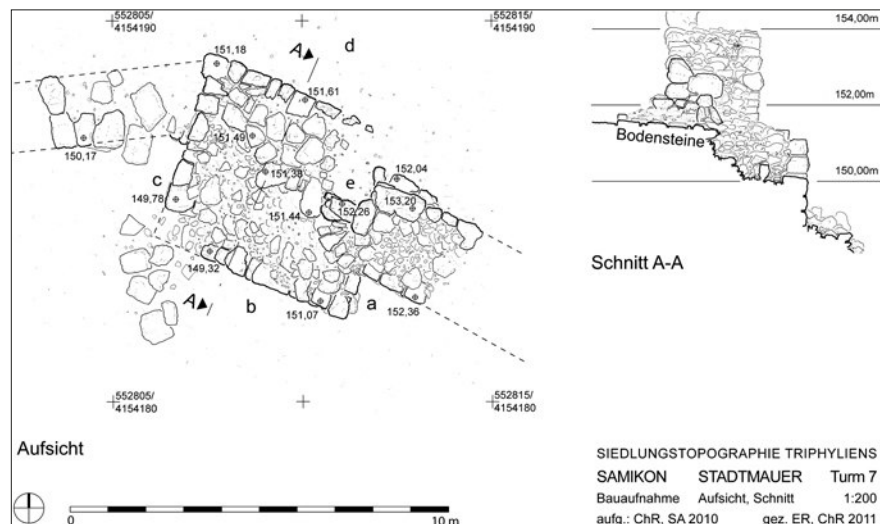 552805/
4154190
552815/
4154190
A
d
151,18
151,61
151,49
150,17
151,38
c
149,78
e
152,04
152,26
153,20
151,44
149,32
A
b
151,07
a
152,36
552805/
4154180
552815/
4154180
Aufsicht
0
10 m
154,00m
152,00m
Bodensteine
150,00m
Schnitt A-A
SIEDLUNGSTOPOGRAPHIE TRIPHYLIENS
SAMIKON STADTMAUER Turm 7
Bauaufnahme Aufsicht, Schnitt 1:200
aufg.: ChR, SA 2010 gez. ER, ChR 2011